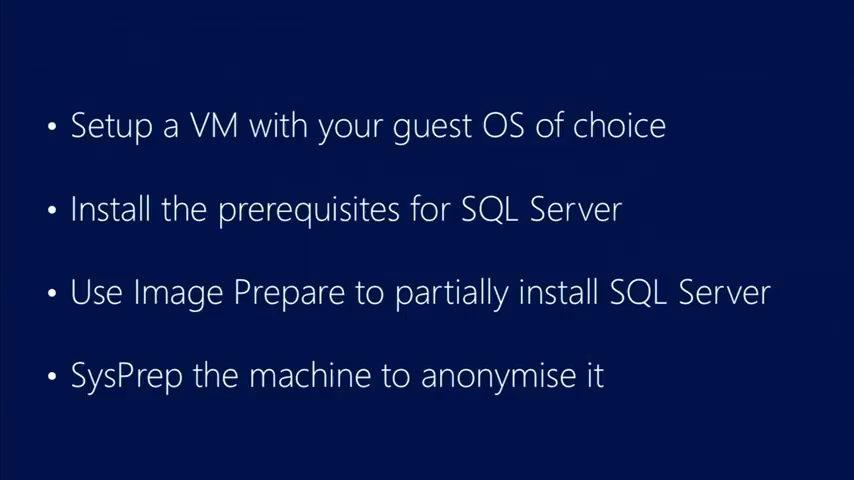 • Setup a VM with your guest OS of choice
• Install the prerequisites for SQL Server
• Use Image Prepare to partially install SQL Server
• SysPrep the machine to anonymise it